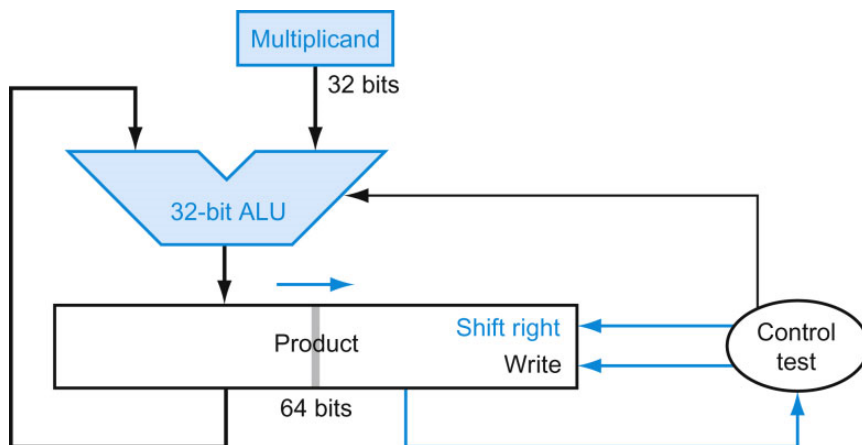 Multiplicand
32 bits
32-bit ALU
Product
Shift right
Write
Control
test
64 bits